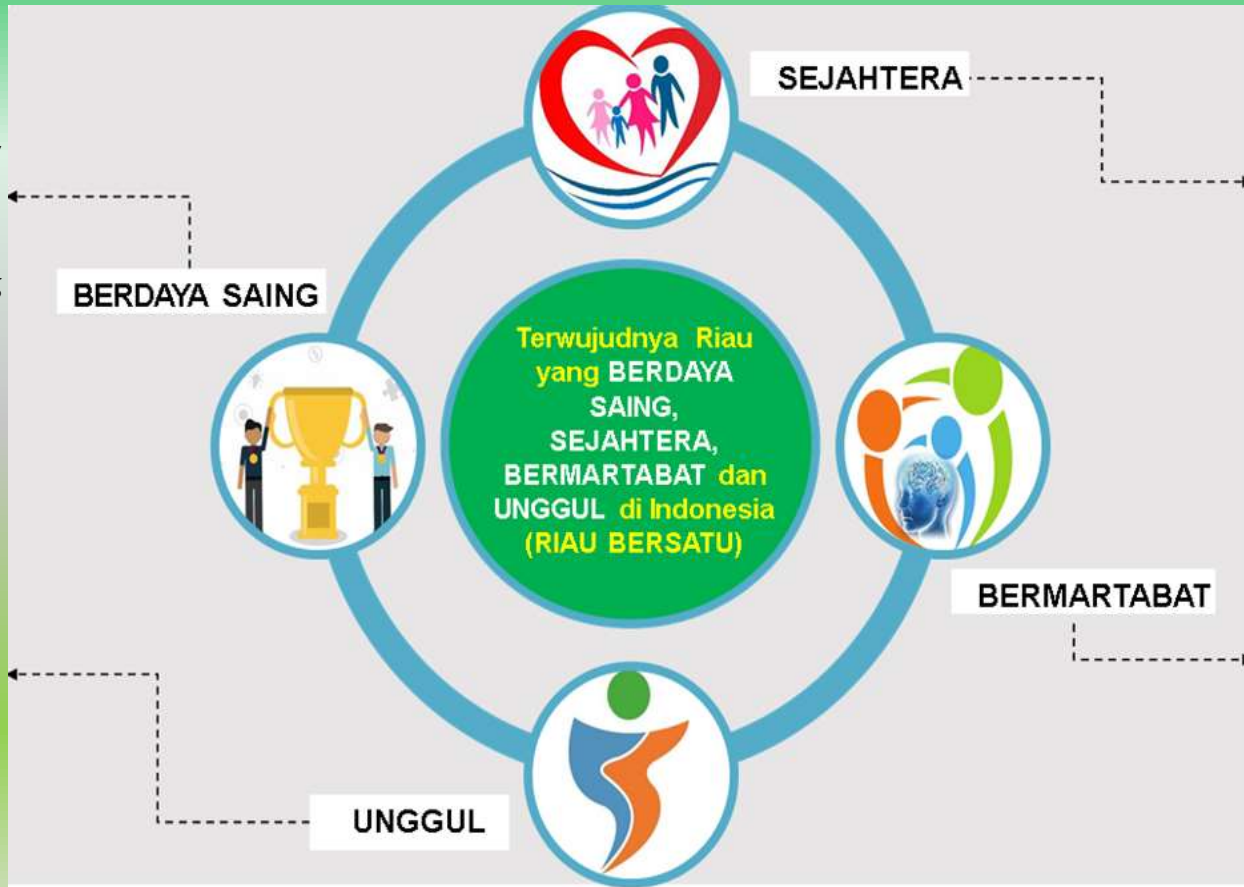 SEJAHTERA
BERDAYA SAING
Terwujudnya Riau
yang BERDAYA
SAING,
SEJAHTERA,
BERMARTABAT dan
UNGGUL di Indonesia
(RIAU BERSATU)
BERMARTABAT
UNGGUL